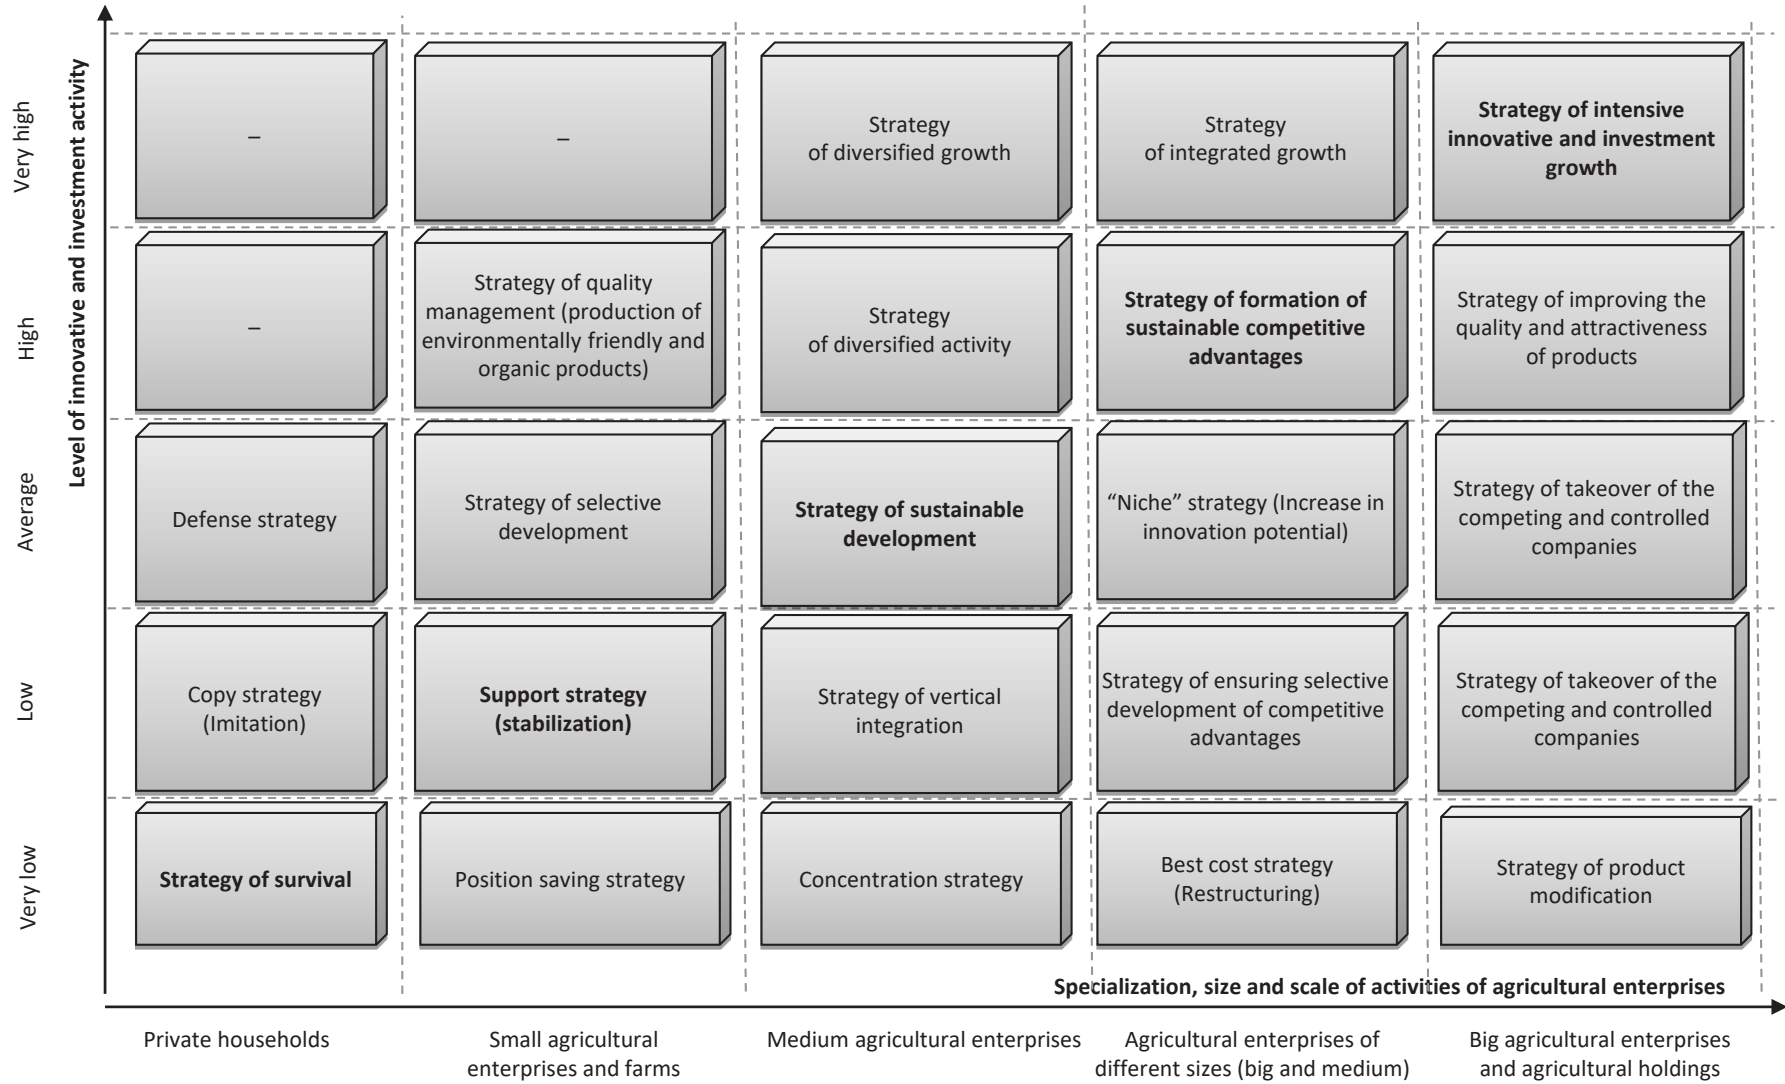 Level of innovative and investment activity
Very high
–
–
Strategy
of diversified growth
Strategy
of integrated growth
Strategy of intensive
innovative and investment
growth
High
–
Strategy of quality
management (production of
environmentally friendly and
organic products)
Strategy
of diversified activity
Strategy of formation of
sustainable competitive
advantages
Strategy of improving the
quality and attractiveness
of products
Average
Defense strategy
Strategy of selective
development
Strategy of sustainable
development
“Niche” strategy (Increase in
innovation potential)
Strategy of takeover of the
competing and controlled
companies
Low
Copy strategy
(Imitation)
Support strategy
(stabilization)
Strategy of vertical
integration
Strategy of ensuring selective
development of competitive
advantages
Strategy of takeover of the
competing and controlled
companies
Very low
Strategy of survival
Position saving strategy
Concentration strategy
Best cost strategy
(Restructuring)
Strategy of product
modification
Specialization, size and scale of activities of agricultural enterprises
Private households
Small agricultural
enterprises and farms
Medium agricultural enterprises
Agricultural enterprises of
different sizes (big and medium)
Big agricultural enterprises
and agricultural holdings